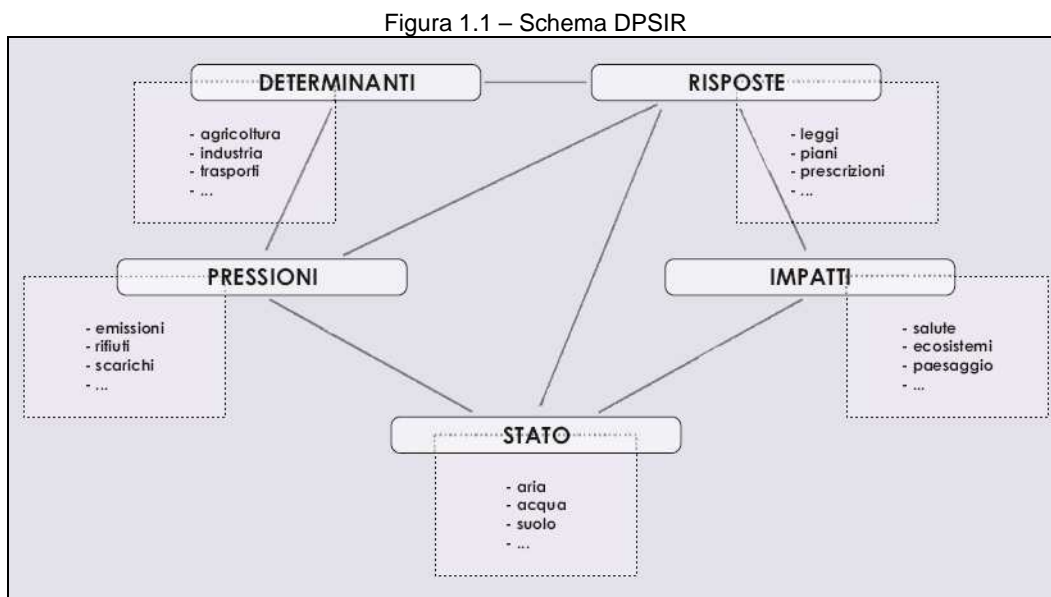 Figura 1.1 – Schema DPSIR
DETERMINANTI
- agricoltura
- industria
- trasporti
- ...
RISPOSTE
- leggi
- piani
- prescrizioni
- ...
PRESSIONI
- emissioni
- rifiuti
- scarichi
- ...
IMPATTI
- salute
- ecosistemi
- paesaggio
- ...
STATO
- aria
- acqua
- suolo
- ...